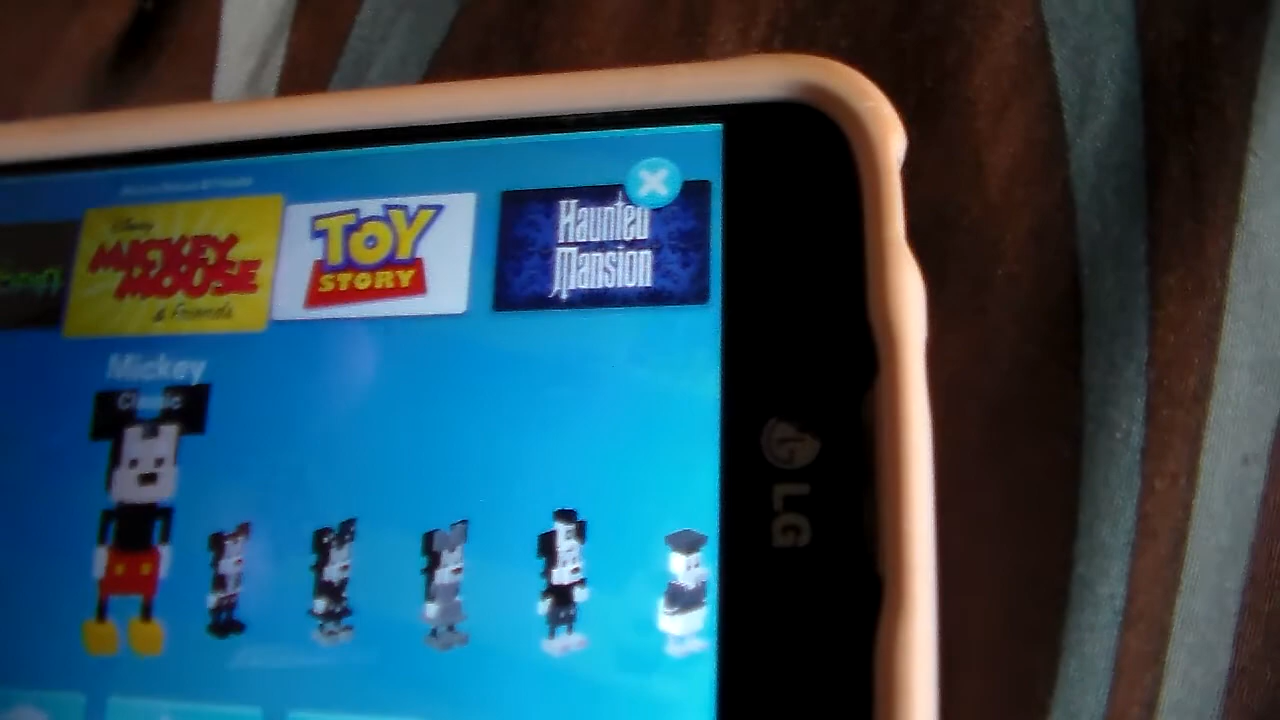 Disney
MICKEY
MOUSE
& Friends
TOY
STORY
Haunted
Mansion
Mickey
Classic
LG